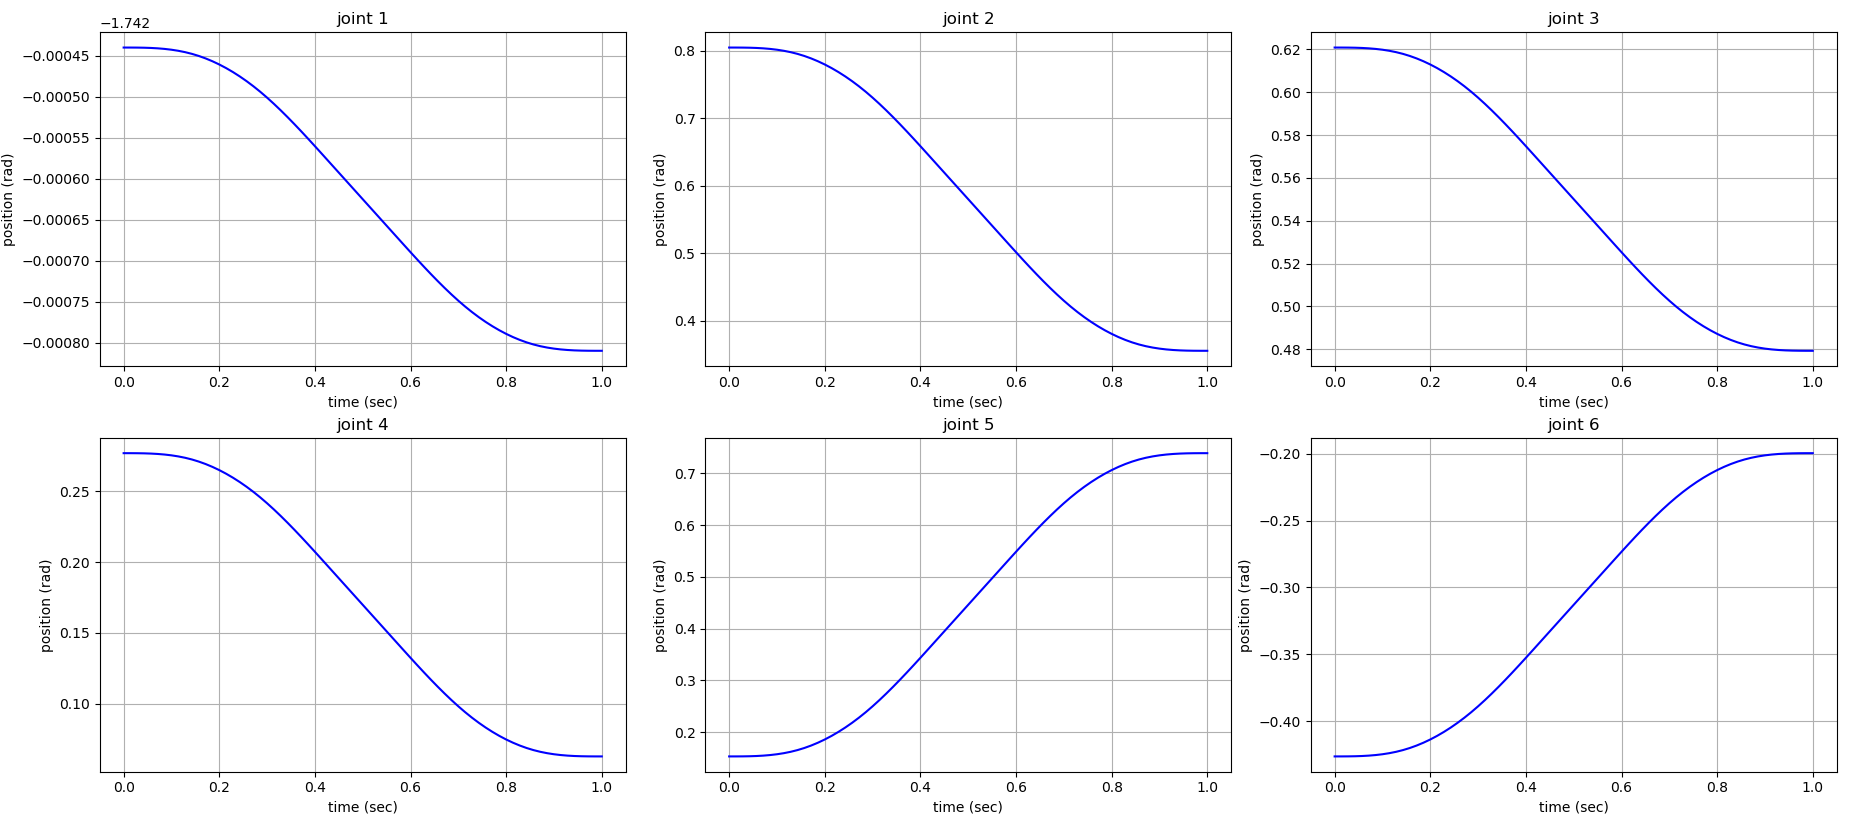 joint 1
−1.742
−0.00045
−0.00050
−0.00055
−0.00060
−0.00065
−0.00070
−0.00075
−0.00080
position (rad)
0.0 0.2 0.4 0.6 0.8 1.0
time (sec)
joint 2
0.8
0.7
0.6
0.5
0.4
position (rad)
0.0 0.2 0.4 0.6 0.8 1.0
time (sec)
joint 3
0.62
0.60
0.58
0.56
0.54
0.52
0.50
0.48
position (rad)
0.0 0.2 0.4 0.6 0.8 1.0
time (sec)
joint 4
0.25
0.20
0.15
0.10
position (rad)
0.0 0.2 0.4 0.6 0.8 1.0
time (sec)
joint 5
0.7
0.6
0.5
0.4
0.3
0.2
position (rad)
0.0 0.2 0.4 0.6 0.8 1.0
time (sec)
joint 6
−0.20
−0.25
−0.30
−0.35
−0.40
position (rad)
0.0 0.2 0.4 0.6 0.8 1.0
time (sec)